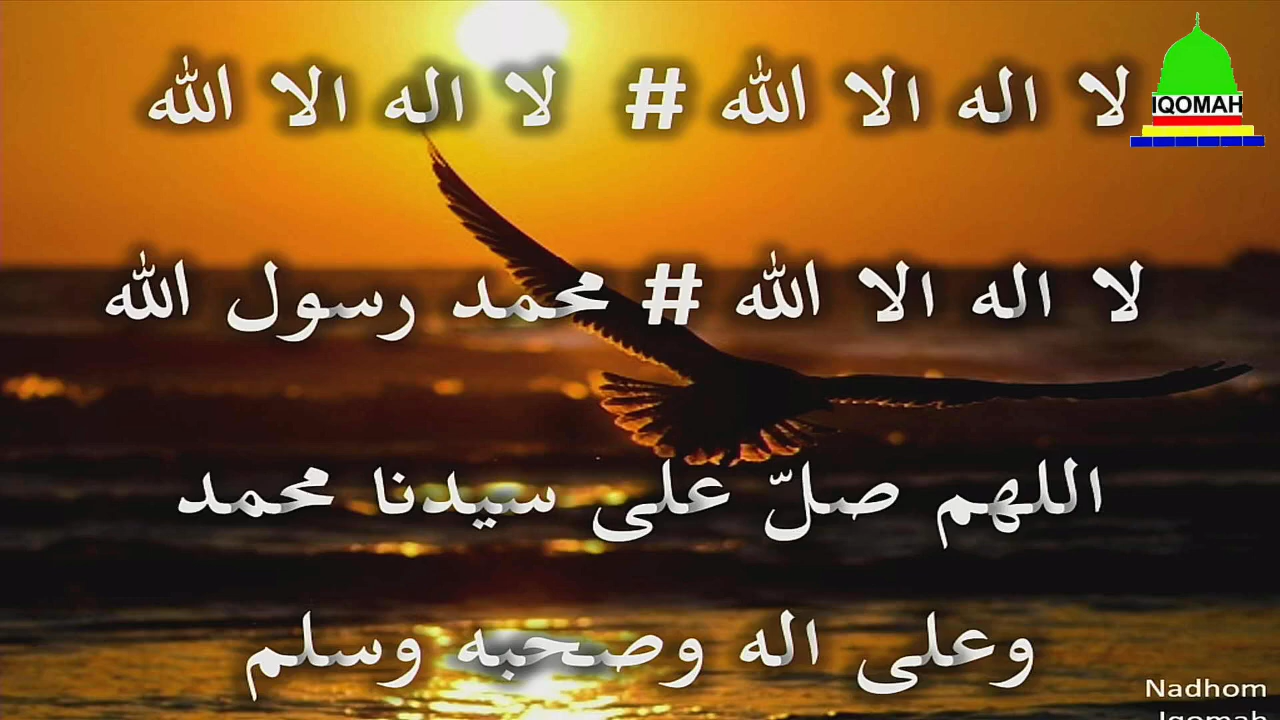 لا اله الا الله # لا اله الا الله
IQOMAH
لا اله الا الله # محمد رسول الله
اللهم صلّ على سيدنا محمد
وعلى اله وصحبه وسلم
Nadhom
Iqomah